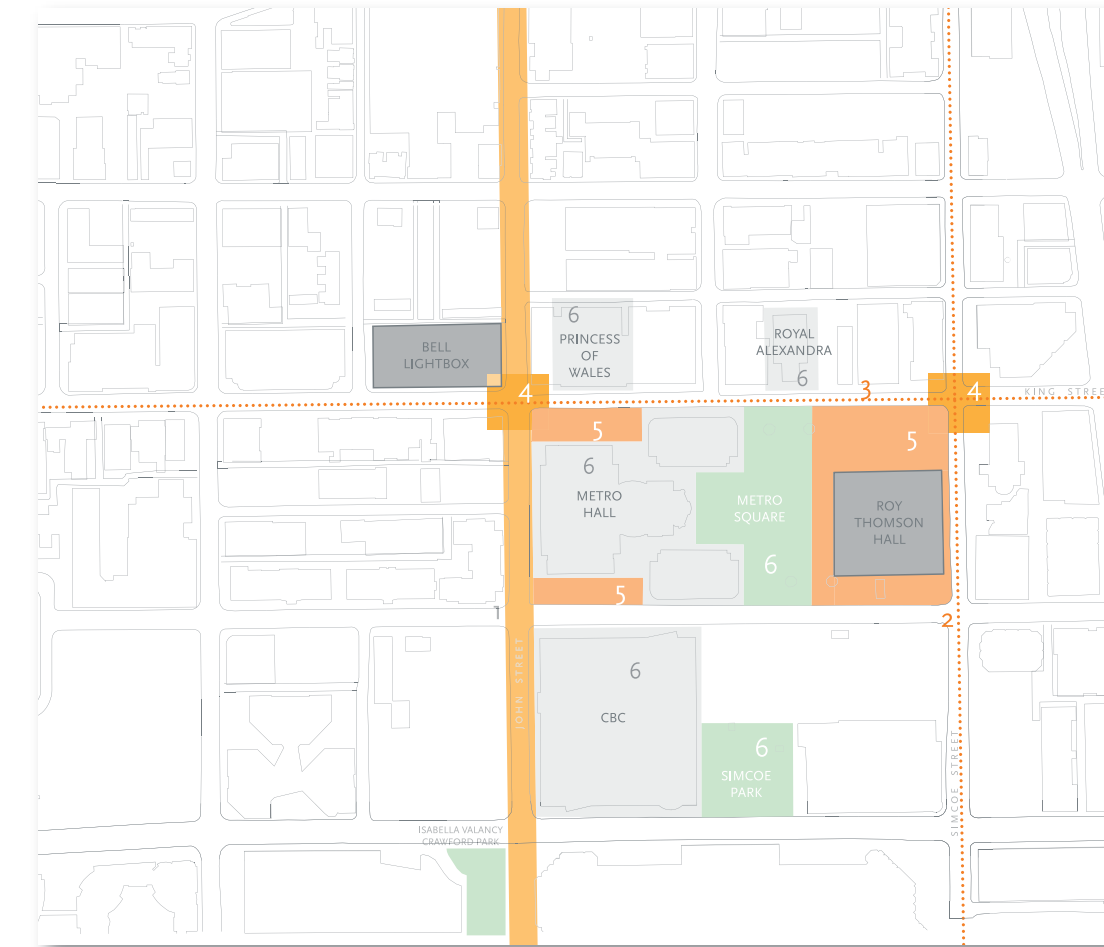 6
PRINCESS
OF
WALES
ROYAL
ALEXANDRA
6
BELL
LIGHTBOX
4
3
4
KING STREE
5
5
6
METRO
HALL
METRO
SQUARE
6
ROY
THOMSON
HALL
5
1
2
JOHN STREET
6
CBC
6
SIMCOE
PARK
SIMCOE STREET
ISABELLA VALANCY
CRAWFORD PARK